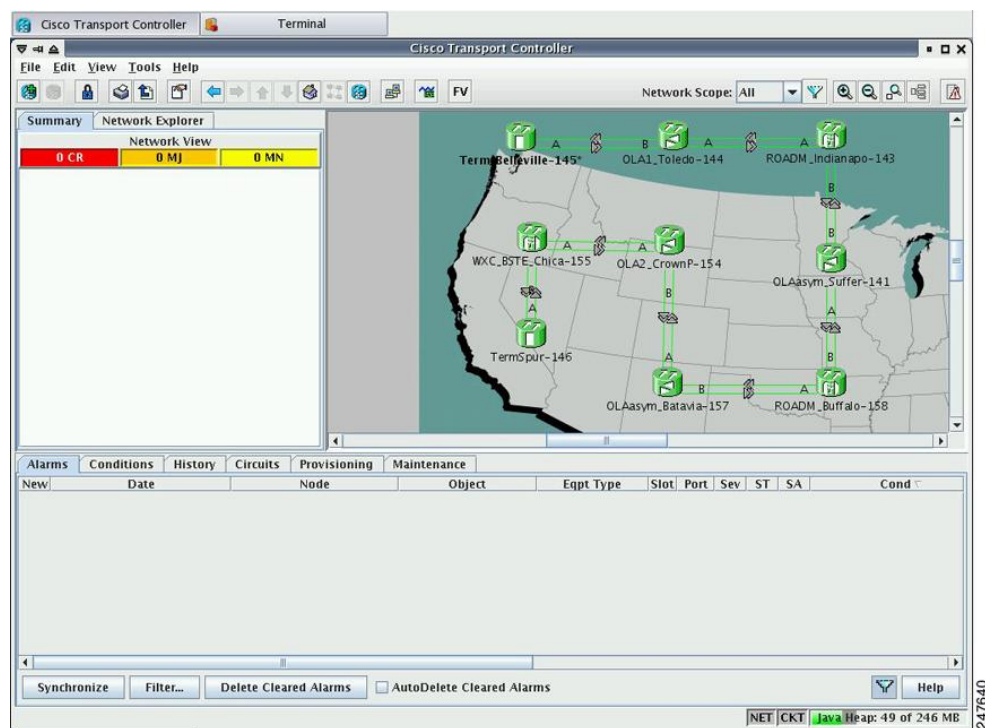 Cisco Transport Controller
Terminal
Cisco Transport Controller
File Edit View Tools Help
FV
Network Scope: All
Summary Network Explorer
Network View
0 CR 0 MJ 0 MN
A B A A
Term_Belleville-145* OLA1_Toledo-144 ROADM_Indianapo-143
B
B
A A
WXC_BSTE_Chica-155 OLA2_CrownP-154
OLAasym_Suffer-141
B B
A A
TermSpur-146
A B
B A
OLAasym_Batavia-157 ROADM_Buffalo-158
Alarms Conditions History Circuits Provisioning Maintenance
New Date Node Object Eqpt Type Slot Port Sev ST SA Cond
Synchronize Filter... Delete Cleared Alarms AutoDelete Cleared Alarms Help
NET CKT Java Heap: 49 of 246 MB
247640